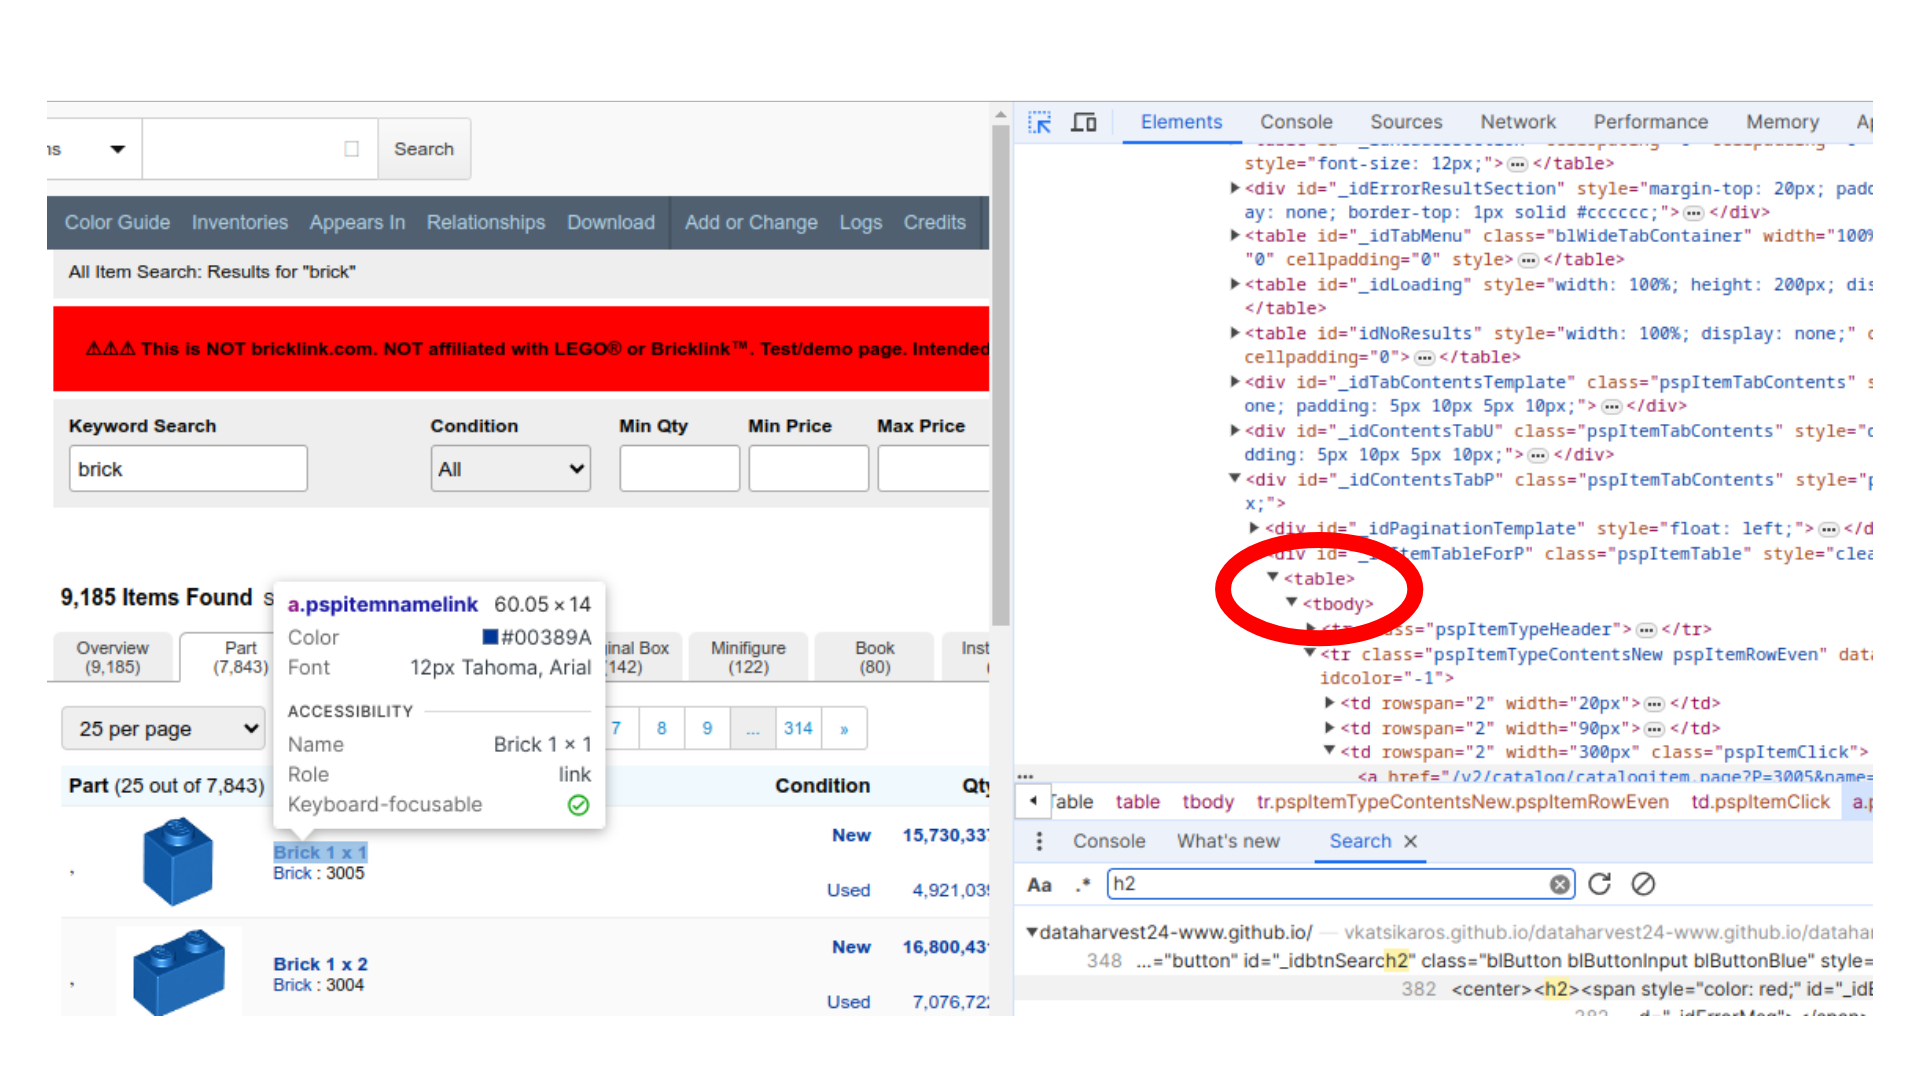 Search
Color Guide Inventories Appears In Relationships Download Add or Change Logs Credits
All Item Search: Results for "brick"
⚠⚠⚠ This is NOT bricklink.com. NOT affiliated with LEGO® or Bricklink™. Test/demo page. Intended
Keyword Search Condition Min Qty Min Price Max Price
brick All
9,185 Items Found
a.pspitemnamelink 60.05 × 14
Color #00389A
Font 12px Tahoma, Arial
ACCESSIBILITY
Name Brick 1 × 1
Role link
Keyboard-focusable
Overview Part Box Minifigure Book
(9,185) (7,843) (122) (80)
25 per page 7 8 9 ... 314 »
Part (25 out of 7,843) Condition
Brick 1 x 1
Brick : 3005
New 15,730,33
Used 4,921,03
Brick 1 x 2
Brick : 3004
New 16,800,43
Used 7,076,72
Elements Console Sources Network Performance Memory
style="font-size: 12px;">… </table>
<div id="_idErrorResultSection" style="margin-top: 20px; padd
ay: none; border-top: 1px solid #cccccc;">… </div>
<table id="_idTabMenu" class="blWideTabContainer" width="100%
"0" cellpadding="0" style>… </table>
<table id="_idLoading" style="width: 100%; height: 200px; dis
</table>
<table id="idNoResults" style="width: 100%; display: none;" c
cellpadding="0">… </table>
<div id="_idTabContentsTemplate" class="pspItemTabContents" s
one; padding: 5px 10px 5px 10px;">… </div>
<div id="_idContentsTabU" class="pspItemTabContents" style="d
dding: 5px 10px 5px 10px;">… </div>
<div id="_idContentsTabP" class="pspItemTabContents" style="p
x;">
<div id="_idPaginationTemplate" style="float: left;">… </d
<div id= ItemTableForP" class="pspItemTable" style="clea
<table>
<tbody>
"pspItemTypeHeader">… </tr>
<tr class="pspItemTypeContentsNew pspItemRowEven" data
idcolor="-1">
<td rowspan="2" width="20px">… </td>
<td rowspan="2" width="90px">… </td>
<td rowspan="2" width="300px" class="pspItemClick">
<a href="/v2/catalog/catalogitem.page?P=3005&name=
table tbody tr.pspItemTypeContentsNew.pspItemRowEven td.pspItemClick
Console What's new Search ×
Aa .* h2
dataharvest24-www.github.io/ — vkatsikaros.github.io/dataharvest24-www.github.io/datahar
348 …="button" id="_idbtnSearch2" class="blButton blButtonInput blButtonBlue" style=
382 <center><h2><span style="color: red;" id="_idE